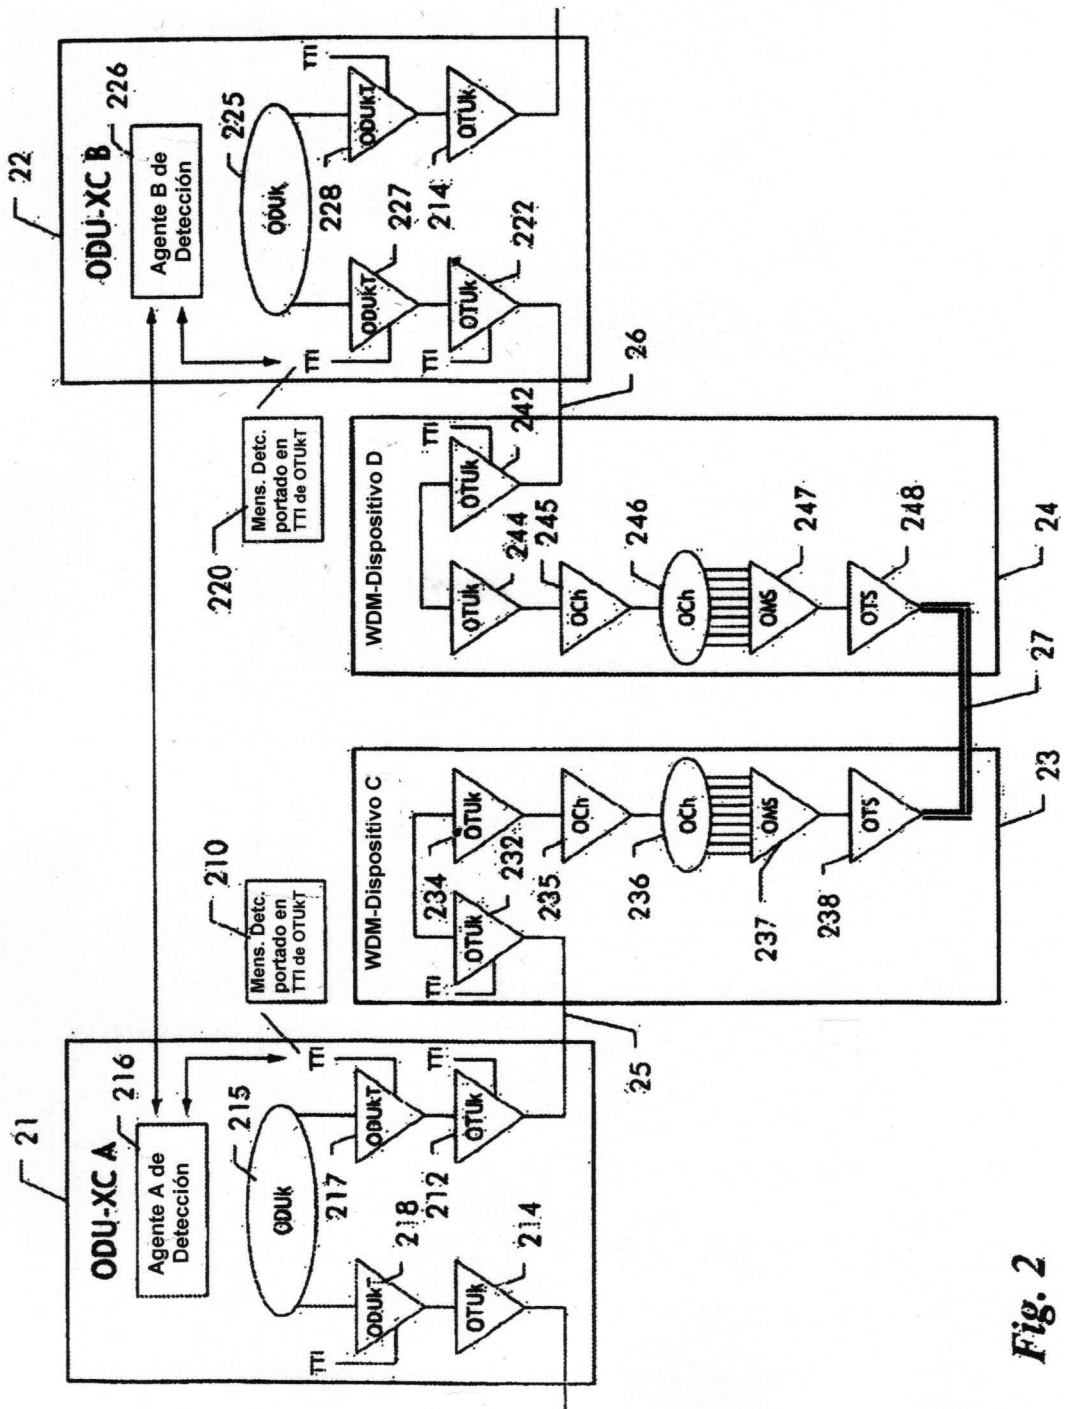 21
ODU-XC A
Agente A de
Detección
216
215
ODUk
ODUkT
218
TTI
OTUk
214
217
ODUkT
TTI
212
OTUk
TTI
25
210
Mens. Detc.
portado en
TTI de OTUkT
WDM-Dispositivo C
TTI
OTUk
232
234
OTUk
235
OCh
236
OCh
237
OMS
238
OTS
23
27
WDM-Dispositivo D
OTUk
244
TTI
OTUk
242
OCh
245
OCh
246
OMS
247
OTS
248
24
26
220
Mens. Detc.
portado en
TTI de OTUkT
22
ODU-XC B
Agente B de
Detección
226
225
ODUk
TTI
ODUkT
227
TTI
OTUk
222
228
ODUkT
TTI
214
OTUk
Fig. 2